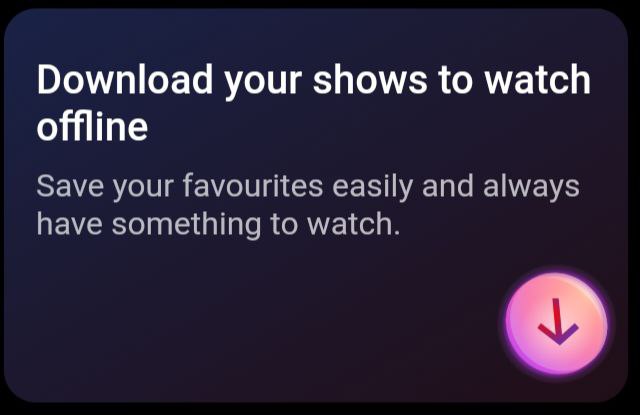 Download your shows to watch
offline
Save your favourites easily and always
have something to watch.